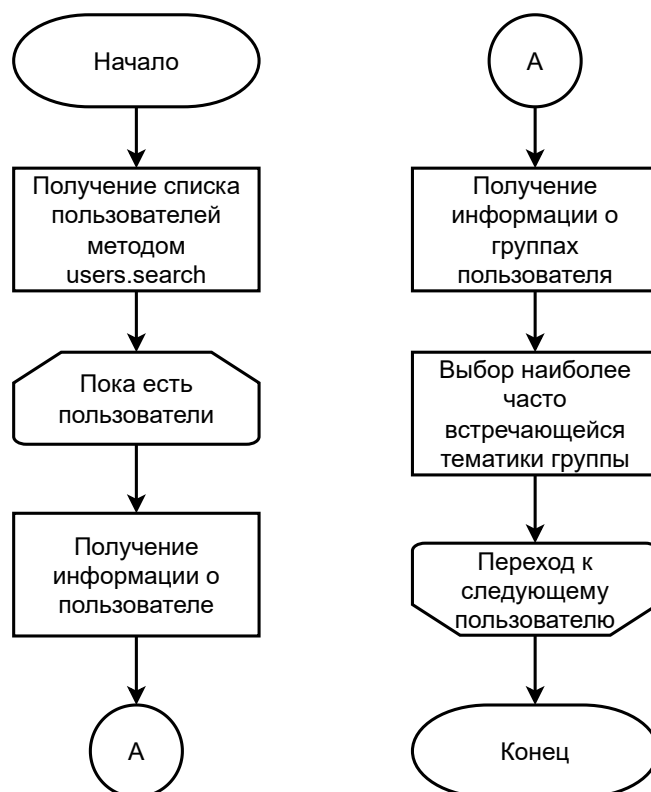 Начало
Получение списка
пользователей
методом
users.search
Пока есть
пользователи
Получение
информации о
пользователе
А
А
Получение
информации о
группах
пользователя
Выбор наиболее
часто
встречающейся
тематики группы
Переход к
следующему
пользователю
Конец